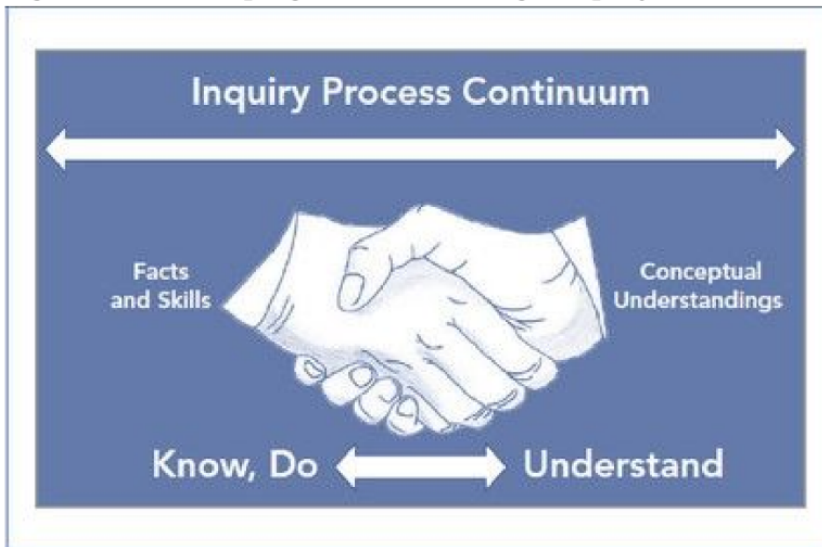 Inquiry Process Continuum
Facts
and Skills
Conceptual
Understandings
Know, Do
Understand